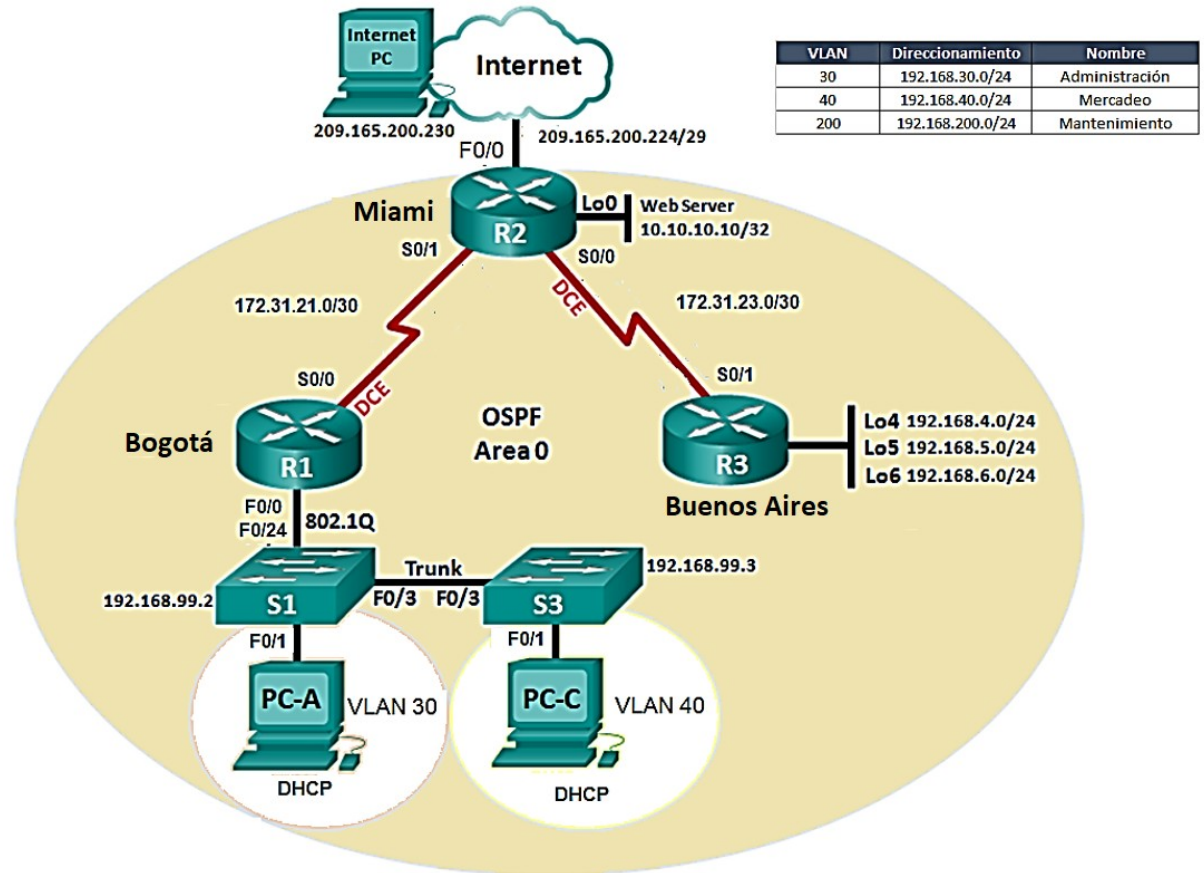 Internet
PC
Internet
209.165.200.230
209.165.200.224/29
F0/0
VLAN Direccionamiento Nombre
30 192.168.30.0/24 Administración
40 192.168.40.0/24 Mercadeo
200 192.168.200.0/24 Mantenimiento
Miami
R2
Lo0
Web Server
10.10.10.10/32
S0/1
S0/0
DCE
172.31.21.0/30
172.31.23.0/30
S0/0
DCE
S0/1
OSPF
Area 0
Bogotá
R1
R3
Buenos Aires
Lo4 192.168.4.0/24
Lo5 192.168.5.0/24
Lo6 192.168.6.0/24
F0/0
F0/24
802.1Q
Trunk
F0/3 F0/3
192.168.99.2
S1
S3
192.168.99.3
F0/1
F0/1
PC-A
VLAN 30
DHCP
PC-C
VLAN 40
DHCP